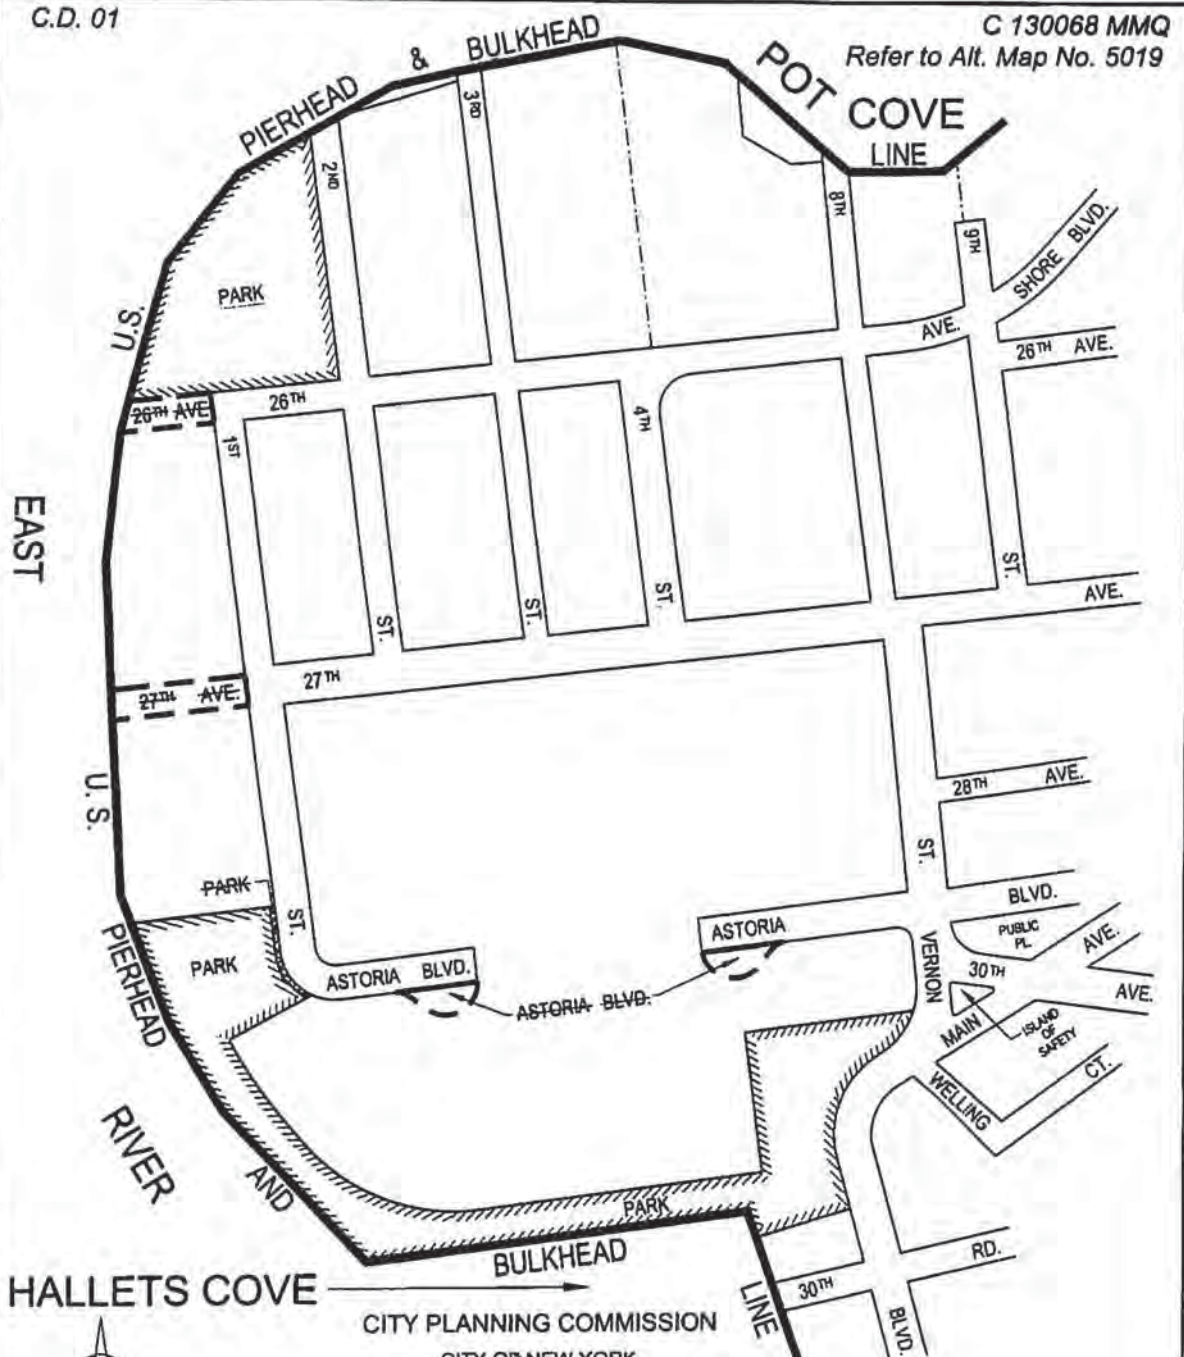 C.D. 01
C 130068 MMQ
Refer to Alt. Map No. 5019
U.S.
PIERHEAD
&
BULKHEAD
POT
COVE
LINE
3RD
2ND
8TH
9TH
SHORE BLVD.
PARK
AVE.
26TH AVE.
26TH AVE
26TH
1ST
4TH
EAST
ST.
ST.
ST.
ST.
AVE.
27TH AVE.
27TH
U. S.
28TH AVE.
ST.
PARK
BLVD.
ST.
ASTORIA
PUBLIC
PL.
AVE.
VERNON
PIERHEAD
PARK
ASTORIA BLVD.
30TH
AVE.
ASTORIA BLVD.
MAIN
ISLAND
OF
SAFETY
CT.
WELLING
RIVER
AND
PARK
BULKHEAD
RD.
HALLETS COVE
30TH
LINE
BLVD.
CITY PLANNING COMMISSION
CITY OF NEW YORK